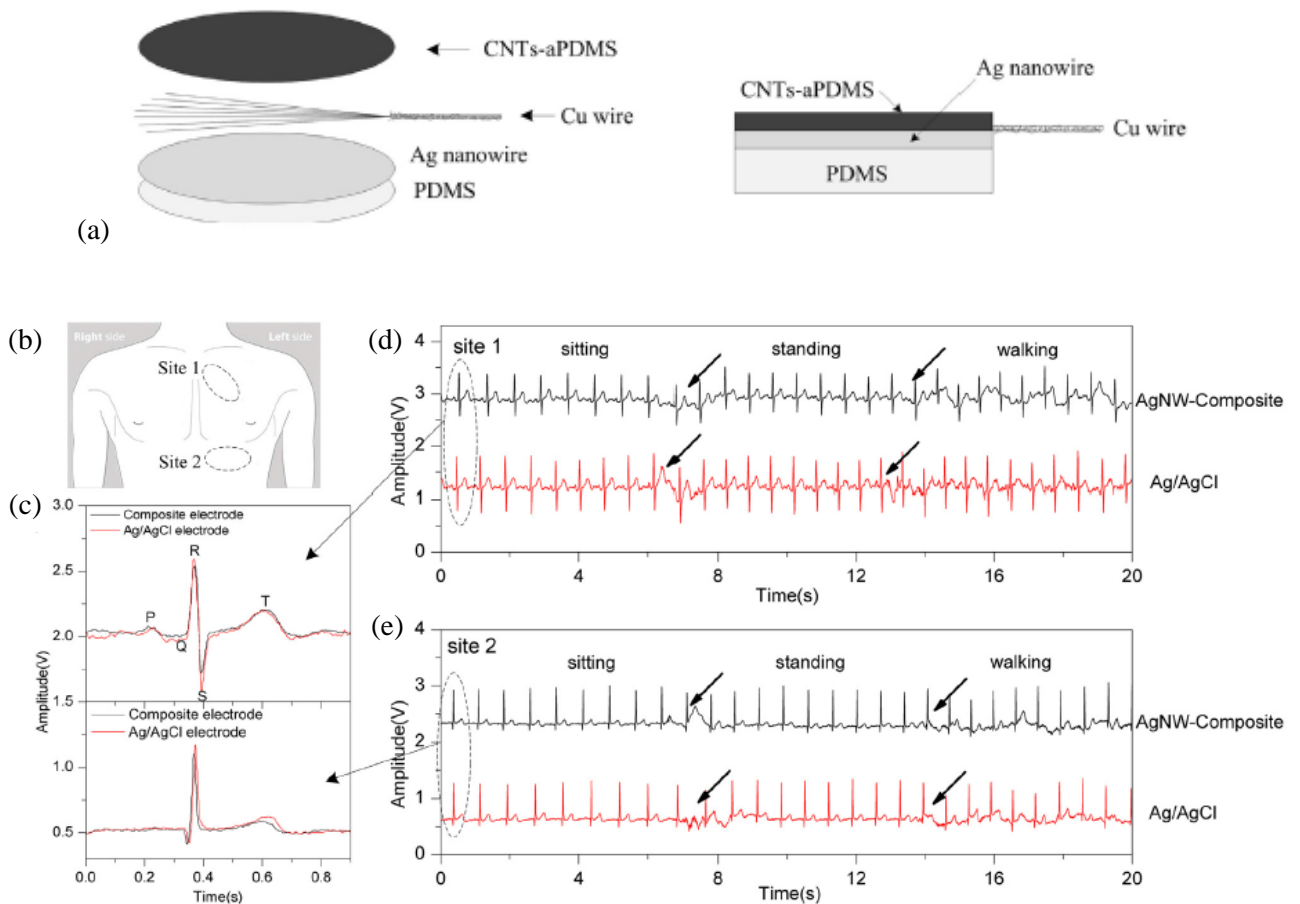 CNTs-aPDMS
Cu wire
Ag nanowire
PDMS
Ag nanowire
CNTs-aPDMS
Cu wire
PDMS
(a)
(b)
Right side
Left side
Site 1
Site 2
(c)
3.0
2.5
2.0
1.5
1.0
0.5
Amplitude(V)
Composite electrode
Ag/AgCl electrode
R
P
Q
S
T
Composite electrode
Ag/AgCl electrode
0.0 0.2 0.4 0.6 0.8
Time(s)
(d)
4
3
2
1
0
Amplitude(V)
site 1
sitting
standing
walking
AgNW-Composite
Ag/AgCl
0 4 8 12 16 20
Time(s)
(e)
4
3
2
1
0
Amplitude(V)
site 2
sitting
standing
walking
AgNW-Composite
Ag/AgCl
0 4 8 12 16 20
Time(s)